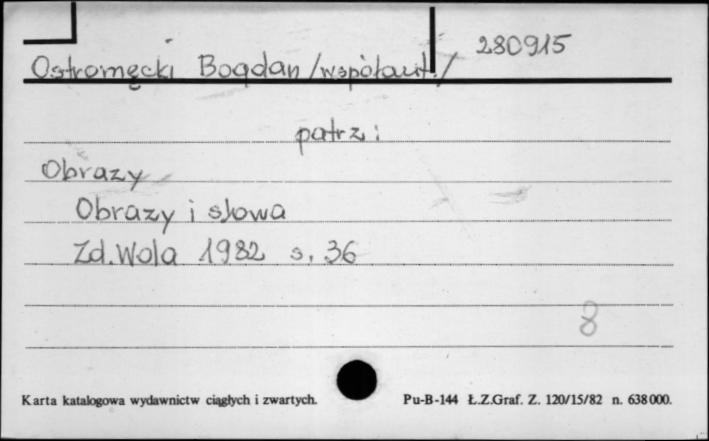 280915
Ostromęcki Bogdan /współaut./
patrz:
Obrazy
Obrazy i słowa
Zd.Wola 1982 s. 36
8
Karta katalogowa wydawnictw ciągłych i zwartych. Pu-B-144 Ł.Z.Graf. Z. 120/15/82 n. 638000.